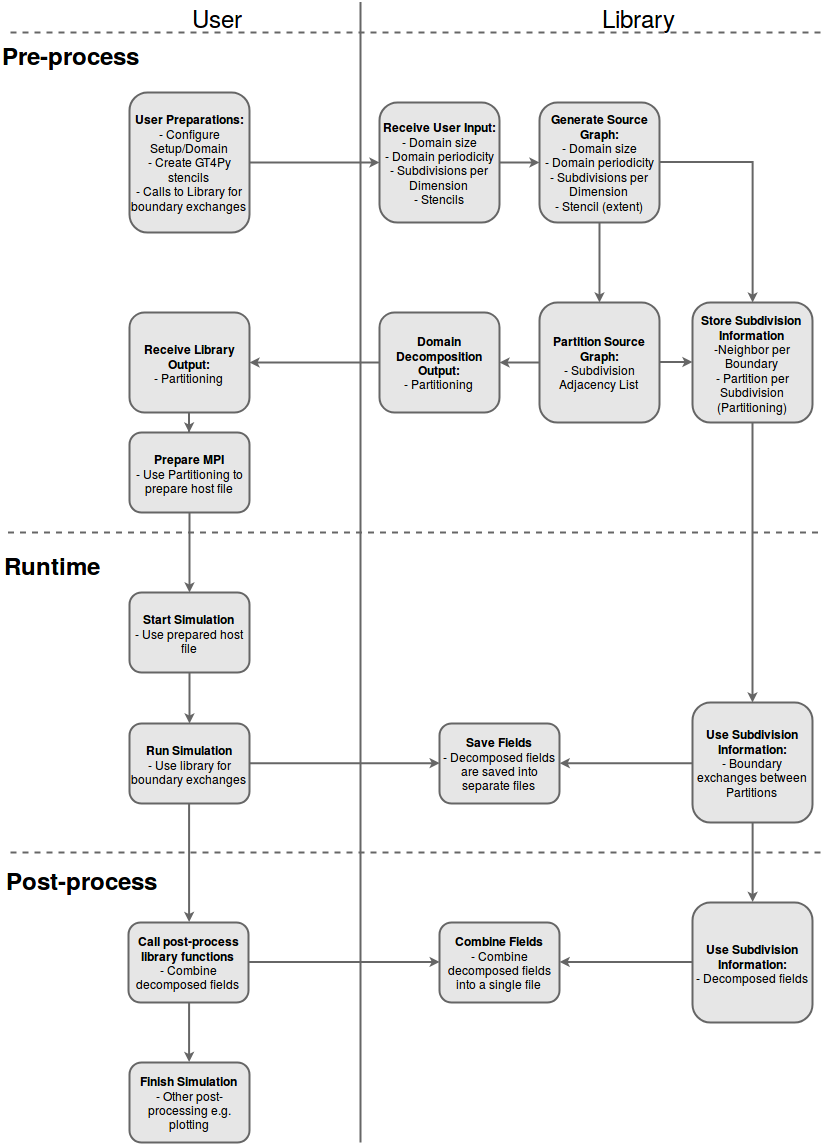 User
Library
Pre-process
User Preparations:
- Configure
Setup/Domain
- Create GT4Py
stencils
- Calls to Library for
boundary exchanges
Receive User Input:
- Domain size
- Domain periodicity
- Subdivisions per
Dimension
- Stencils
Generate Source
Graph:
- Domain size
- Domain periodicity
- Subdivisions per
Dimension
- Stencil (extent)
Receive Library
Output:
- Partitioning
Domain
Decomposition
Output:
- Partitioning
Partition Source
Graph:
- Subdivision
Adjacency List
Store Subdivision
Information
-Neighbor per
Boundary
- Partition per
Subdivision
(Partitioning)
Prepare MPI
- Use Partitioning to
prepare host file
Runtime
Start Simulation
- Use prepared host
file
Run Simulation
- Use library for
boundary exchanges
Save Fields
- Decomposed fields
are saved into
separate files
Use Subdivision
Information:
- Boundary
exchanges between
Partitions
Post-process
Call post-process
library functions
- Combine
decomposed fields
Combine Fields
- Combine
decomposed fields
into a single file
Use Subdivision
Information:
- Decomposed fields
Finish Simulation
- Other post-
processing e.g.
plotting